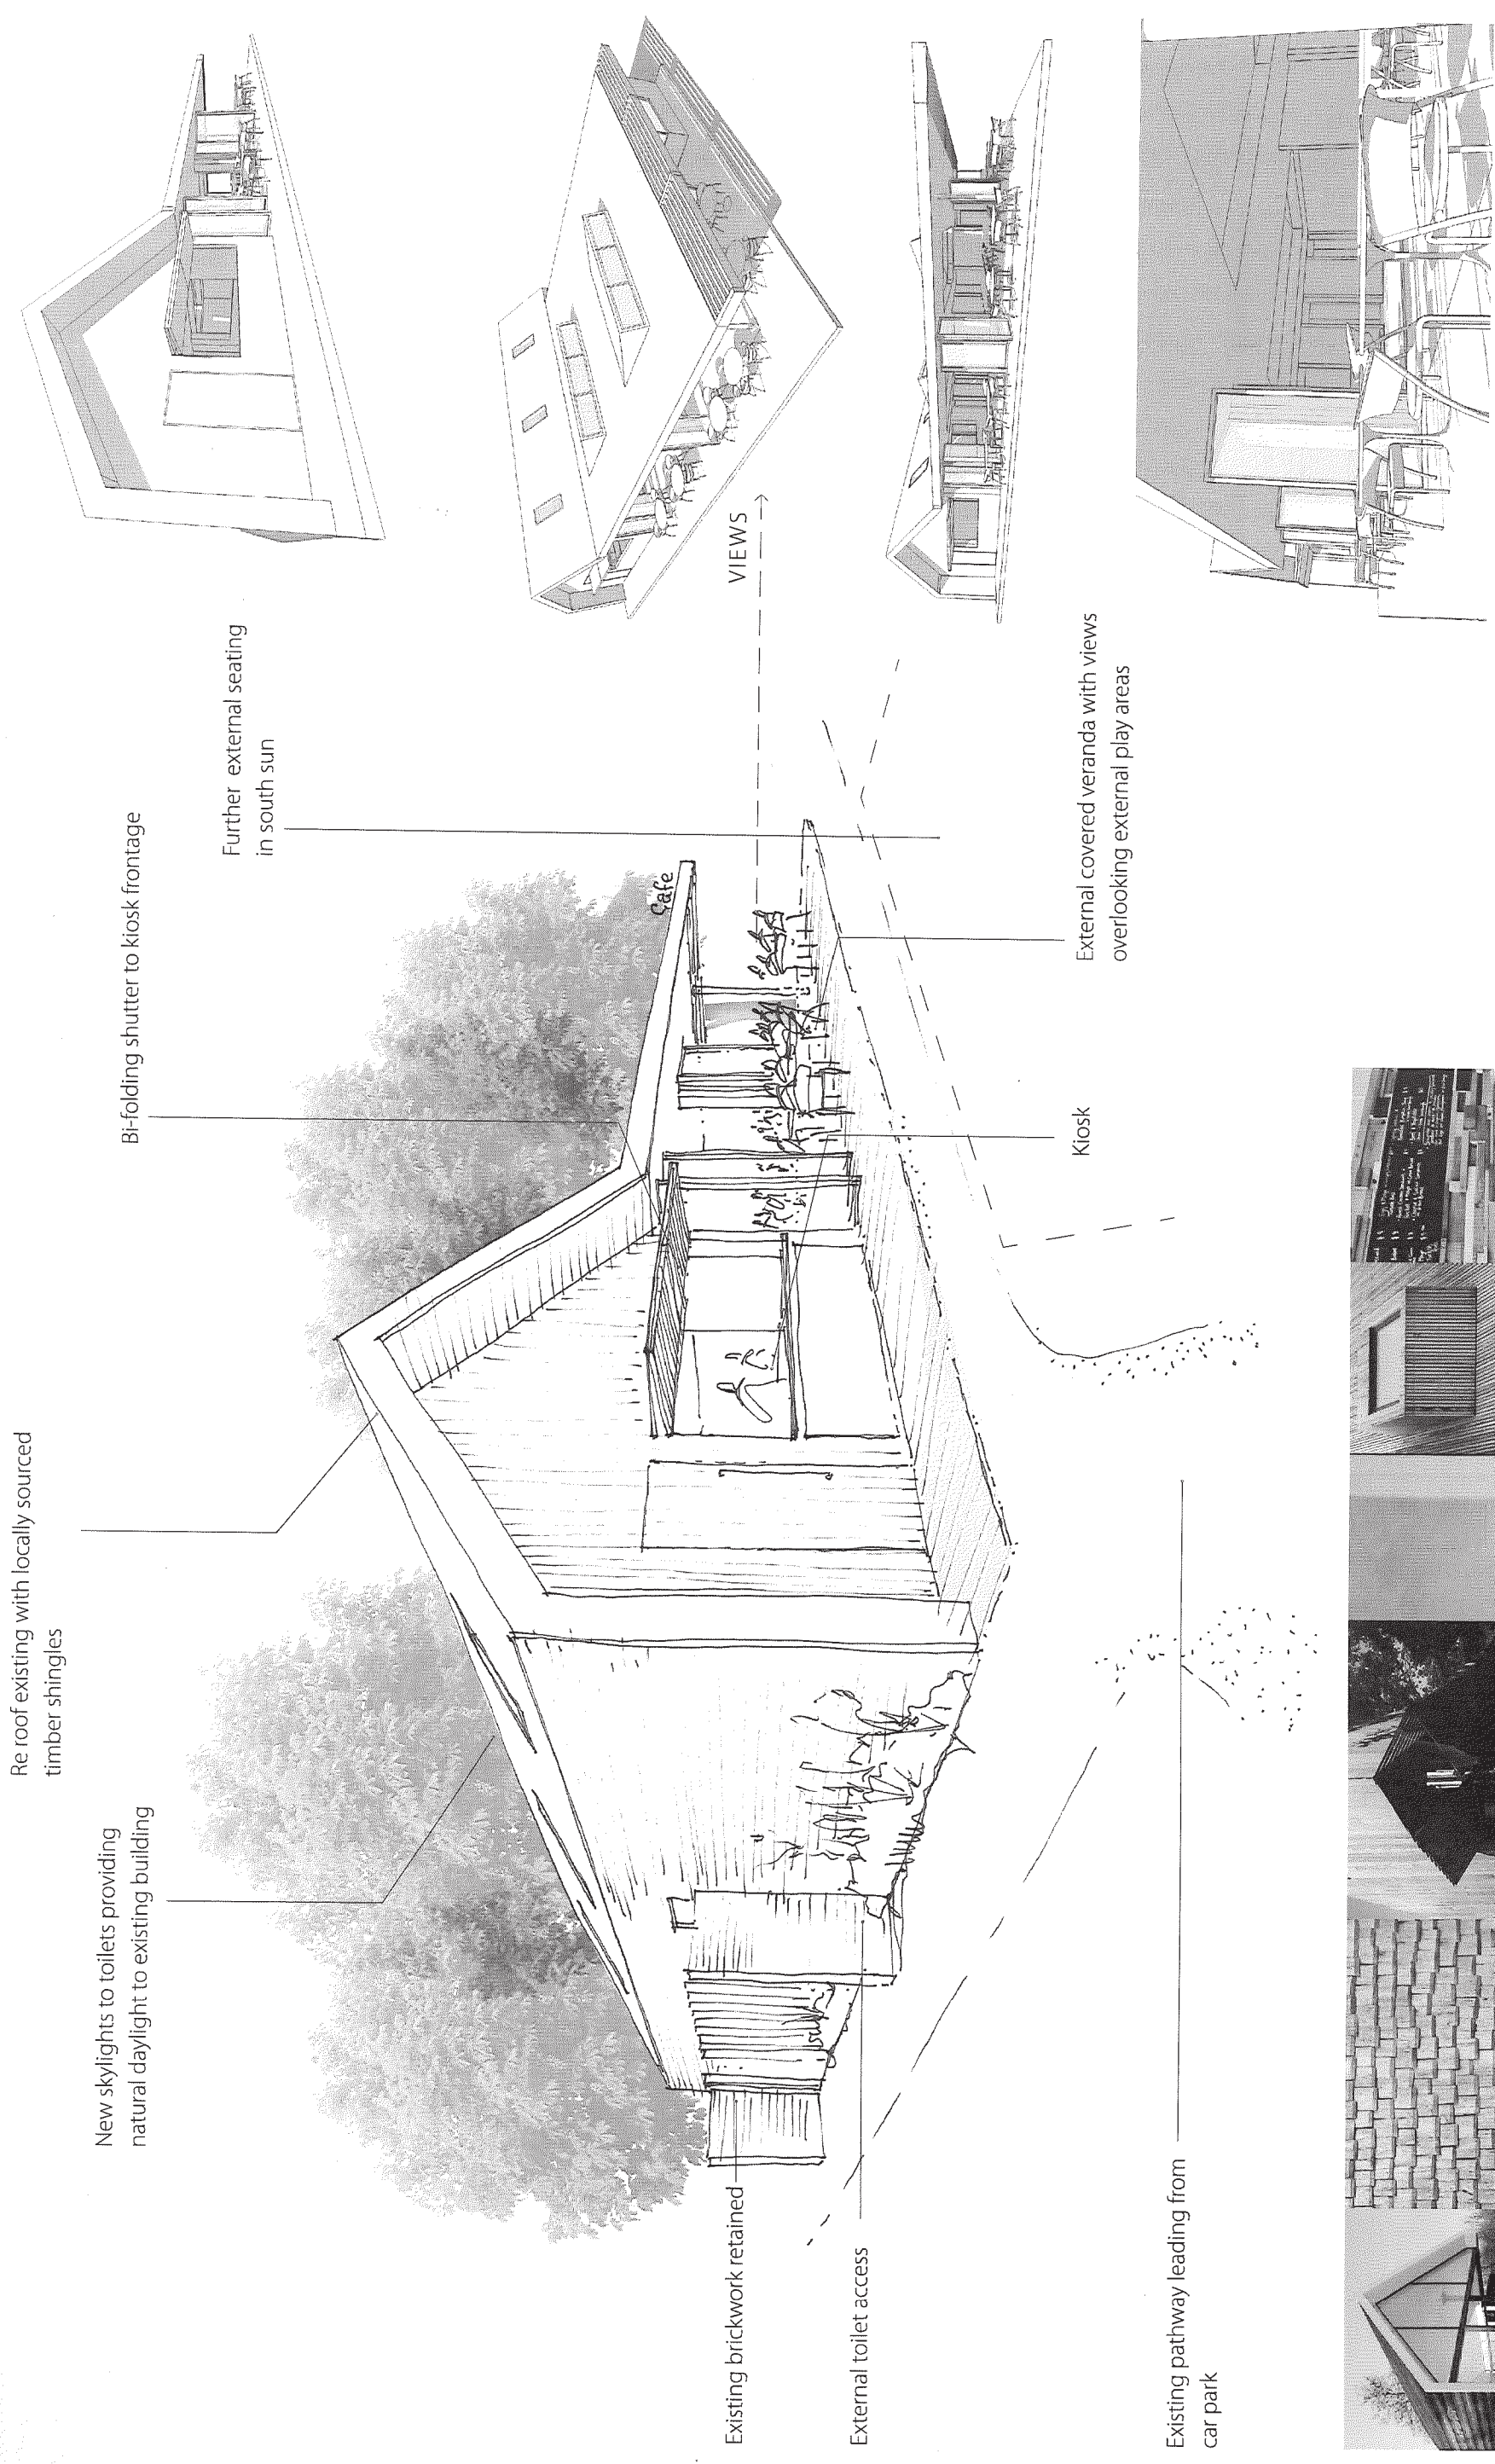 Re roof existing with locally sourced
timber shingles
New skylights to toilets providing
natural daylight to existing building
Bi-folding shutter to kiosk frontage
Further external seating
in south sun
Cafe
VIEWS
Existing brickwork retained
External toilet access
Kiosk
External covered veranda with views
overlooking external play areas
Existing pathway leading from
car park